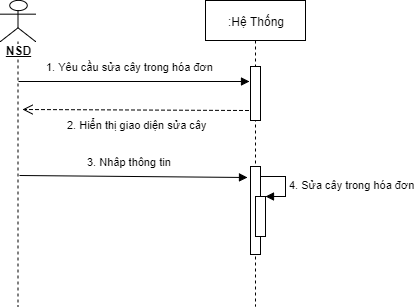 :Hệ Thống
NSD
1. Yêu cầu sửa cây trong hóa đơn
2. Hiển thị giao diện sửa cây
3. Nhâp thông tin
4. Sửa cây trong hóa đơn